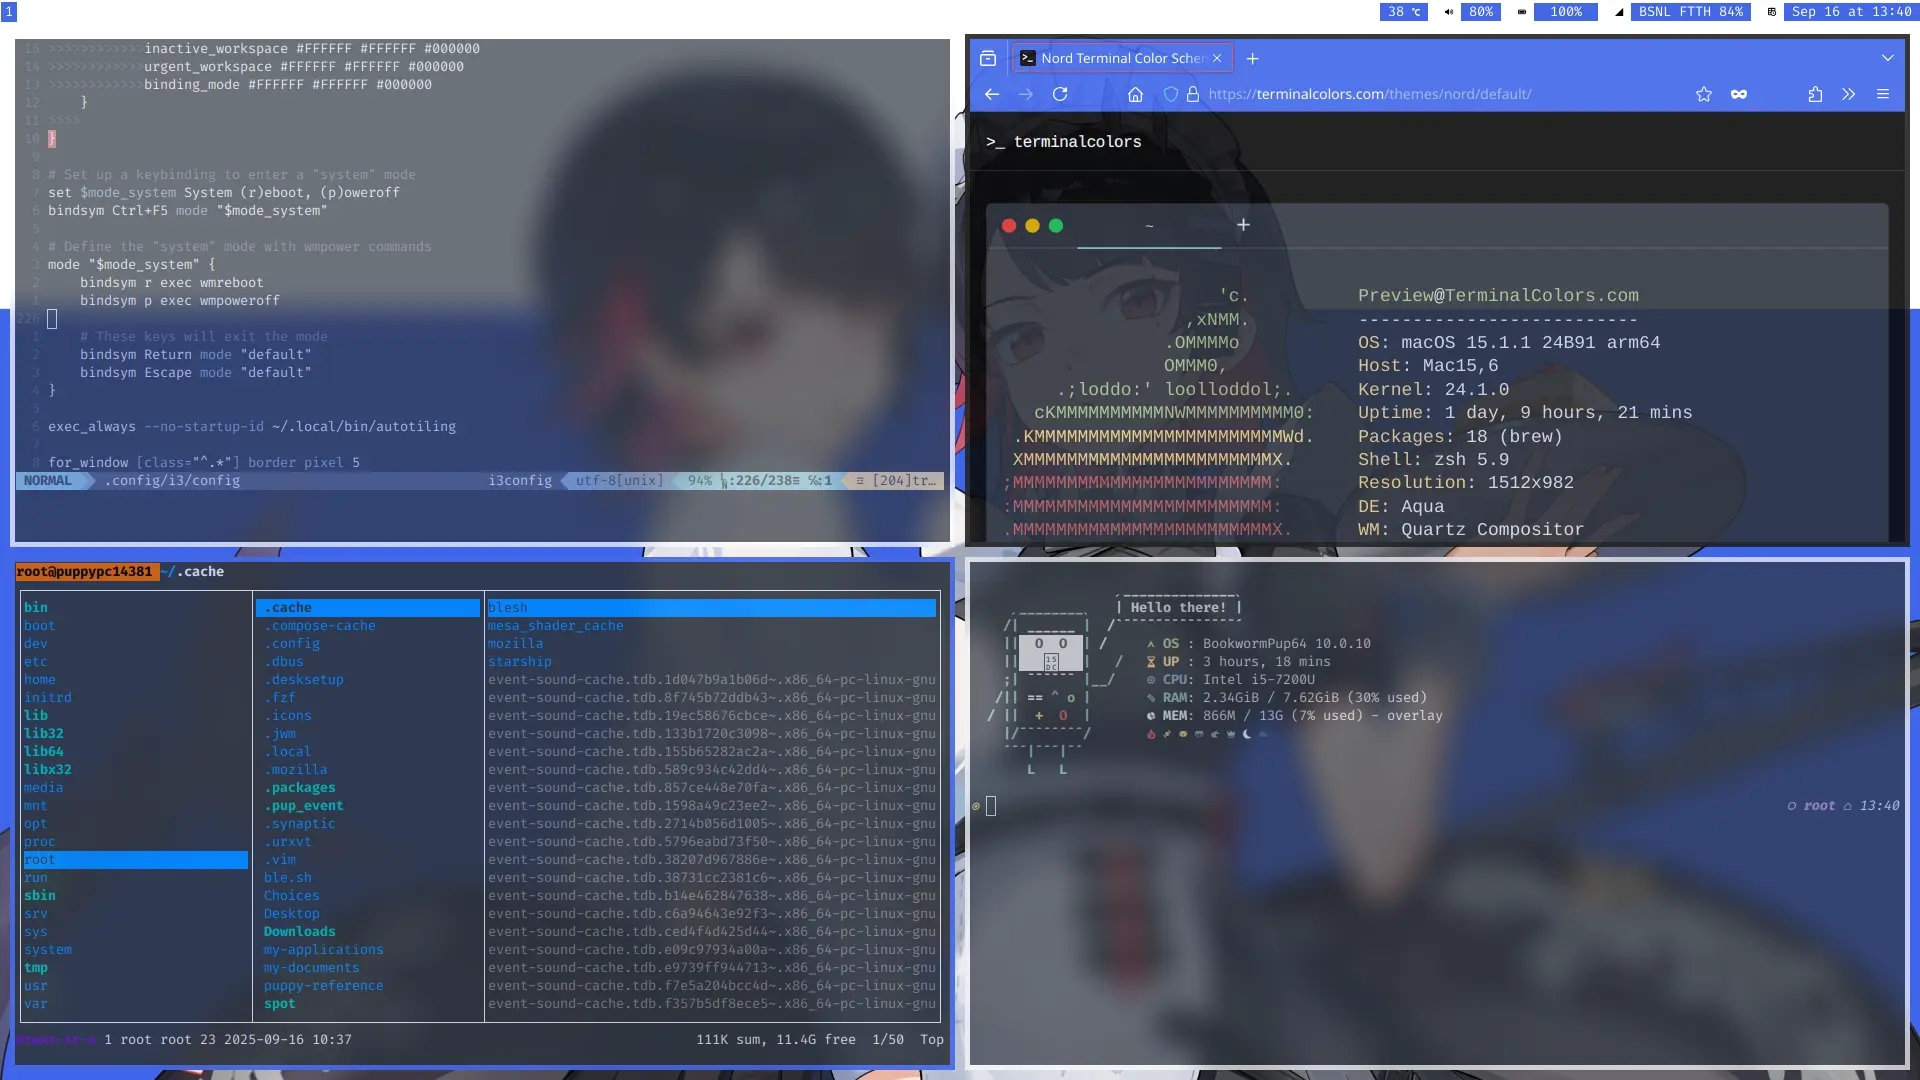 1
38 °C 80% 100% BSNL FTTH 84% Sep 16 at 13:40
15 >>>>>>>>>>>>inactive_workspace #FFFFFF #FFFFFF #000000
14 >>>>>>>>>>>>urgent_workspace #FFFFFF #FFFFFF #000000
13 >>>>>>>>>>>>binding_mode #FFFFFF #FFFFFF #000000
12 }
11 >>>>
10 }
9
8 # Set up a keybinding to enter a "system" mode
7 set $mode_system System (r)eboot, (p)oweroff
6 bindsym Ctrl+F5 mode "$mode_system"
5
4 # Define the "system" mode with wmpower commands
3 mode "$mode_system" {
2 bindsym r exec wmreboot
1 bindsym p exec wmpoweroff
226
1 # These keys will exit the mode
2 bindsym Return mode "default"
3 bindsym Escape mode "default"
4 }
5
6 exec_always --no-startup-id ~/.local/bin/autotiling
7
8 for_window [class="^.*"] border pixel 5
NORMAL .config/i3/config i3config utf-8[unix] 94% :226/238≡ ℅:1 ≡ [204]tr…
Nord Terminal Color Schem
https://terminalcolors.com/themes/nord/default/
>_ terminalcolors
~ +
'c.
,xNMM.
.OMMMMo
OMMM0,
.;loddo:' loolloddol;.
cKMMMMMMMMMMNWMMMMMMMMMM0:
.KMMMMMMMMMMMMMMMMMMMMMMMWd.
XMMMMMMMMMMMMMMMMMMMMMMMX.
;MMMMMMMMMMMMMMMMMMMMMMMM:
:MMMMMMMMMMMMMMMMMMMMMMMM:
.MMMMMMMMMMMMMMMMMMMMMMMMX.
Preview@TerminalColors.com
--------------------------
OS: macOS 15.1.1 24B91 arm64
Host: Mac15,6
Kernel: 24.1.0
Uptime: 1 day, 9 hours, 21 mins
Packages: 18 (brew)
Shell: zsh 5.9
Resolution: 1512x982
DE: Aqua
WM: Quartz Compositor
root@puppypc14381 ~/.cache
bin
boot
dev
etc
home
initrd
lib
lib32
lib64
libx32
media
mnt
opt
proc
root
run
sbin
srv
sys
system
tmp
usr
var
.cache
.compose-cache
.config
.dbus
.desksetup
.fzf
.icons
.jwm
.local
.mozilla
.packages
.pup_event
.synaptic
.urxvt
.vim
ble.sh
Choices
Desktop
Downloads
my-applications
my-documents
puppy-reference
spot
blesh
mesa_shader_cache
mozilla
starship
event-sound-cache.tdb.1d047b9a1b06d~.x86_64-pc-linux-gnu
event-sound-cache.tdb.8f745b72ddb43~.x86_64-pc-linux-gnu
event-sound-cache.tdb.19ec58676cbce~.x86_64-pc-linux-gnu
event-sound-cache.tdb.133b1720c3098~.x86_64-pc-linux-gnu
event-sound-cache.tdb.155b65282ac2a~.x86_64-pc-linux-gnu
event-sound-cache.tdb.589c934c42dd4~.x86_64-pc-linux-gnu
event-sound-cache.tdb.857ce448e70fa~.x86_64-pc-linux-gnu
event-sound-cache.tdb.1598a49c23ee2~.x86_64-pc-linux-gnu
event-sound-cache.tdb.2714b056d1005~.x86_64-pc-linux-gnu
event-sound-cache.tdb.5796eabd73f50~.x86_64-pc-linux-gnu
event-sound-cache.tdb.38207d967886e~.x86_64-pc-linux-gnu
event-sound-cache.tdb.38731cc2381c6~.x86_64-pc-linux-gnu
event-sound-cache.tdb.b14e462847638~.x86_64-pc-linux-gnu
event-sound-cache.tdb.c6a94643e92f3~.x86_64-pc-linux-gnu
event-sound-cache.tdb.ced4f4d425d44~.x86_64-pc-linux-gnu
event-sound-cache.tdb.e09c97934a00a~.x86_64-pc-linux-gnu
event-sound-cache.tdb.e9739ff944713~.x86_64-pc-linux-gnu
event-sound-cache.tdb.f7e5a204bcc4d~.x86_64-pc-linux-gnu
event-sound-cache.tdb.f357b5df8ece5~.x86_64-pc-linux-gnu
1 root root 23 2025-09-16 10:37 111K sum, 11.4G free 1/50 Top
Hello there!
OS : BookwormPup64 10.0.10
UP : 3 hours, 18 mins
CPU: Intel i5-7200U
RAM: 2.34GiB / 7.62GiB (30% used)
MEM: 866M / 13G (7% used) - overlay
root 13:40